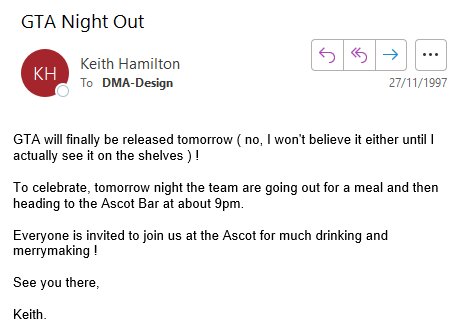 GTA Night Out
KH
Keith Hamilton
To DMA-Design
27/11/1997
GTA will finally be released tomorrow ( no, I won't believe it either until I
actually see it on the shelves ) !
To celebrate, tomorrow night the team are going out for a meal and then
heading to the Ascot Bar at about 9pm.
Everyone is invited to join us at the Ascot for much drinking and
merrymaking !
See you there,
Keith.